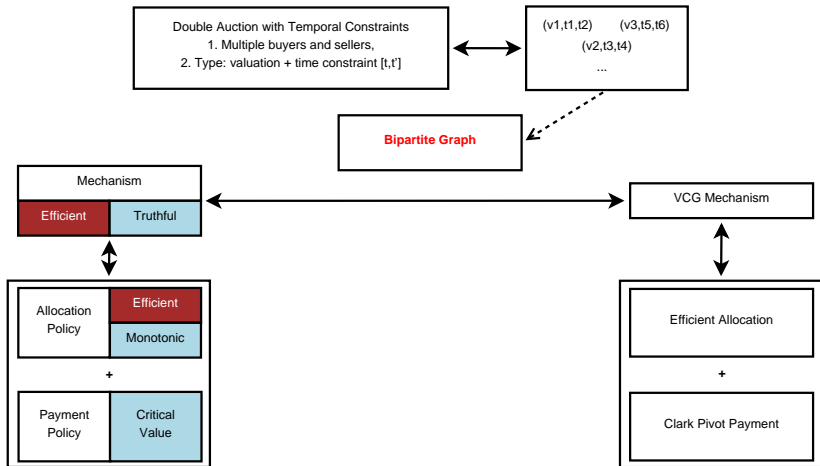 Double Auction with Temporal Constraints
1. Multiple buyers and sellers,
2. Type: valuation + time constraint [t,t']
(v1,t1,t2) (v3,t5,t6)
(v2,t3,t4)
...
Bipartite Graph
Mechanism
Efficient Truthful
VCG Mechanism
Allocation
Policy
Efficient
Monotonic
+
Payment
Policy
Critical
Value
Efficient Allocation
+
Clark Pivot Payment